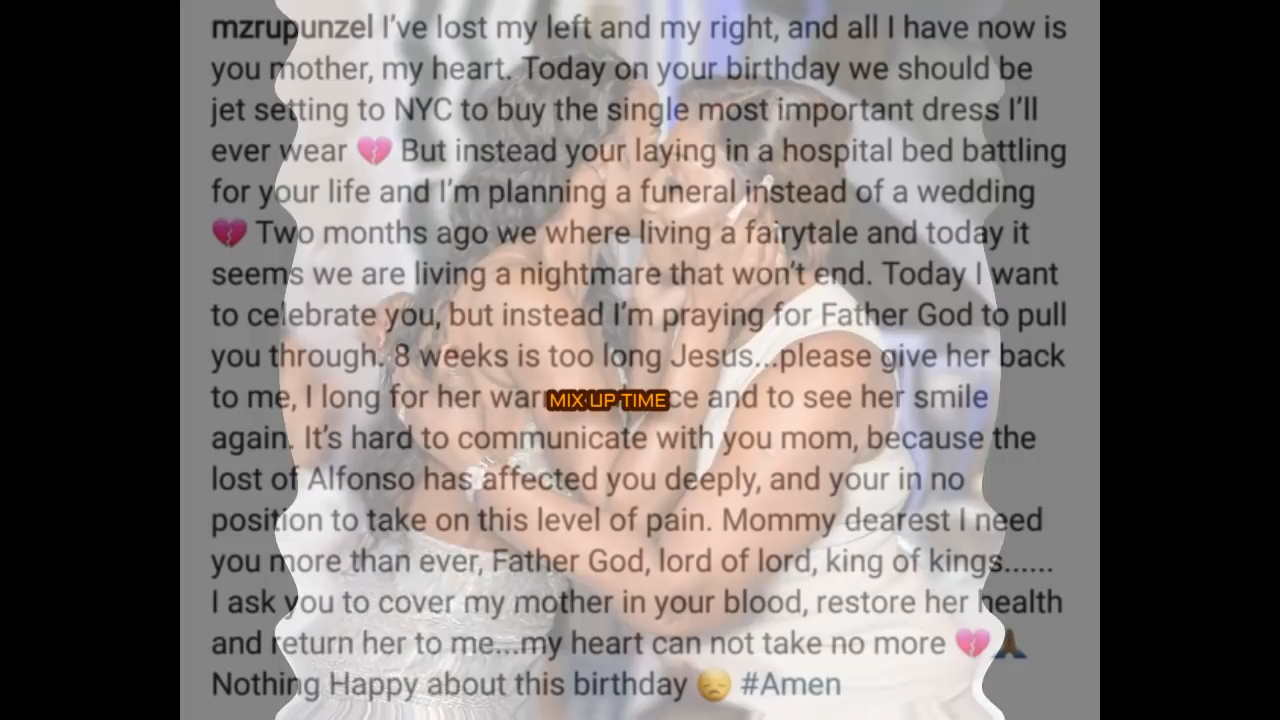 mzrupunzel I've lost my left and my right, and all I have now is
you mother, my heart. Today on your birthday we should be
jet setting to NYC to buy the single most important dress I'll
ever wear 💔 But instead your laying in a hospital bed battling
for your life and I'm planning a funeral instead of a wedding
💔 Two months ago we where living a fairytale and today it
seems we are living a nightmare that won't end. Today I want
to celebrate you, but instead I'm praying for Father God to pull
you through. 8 weeks is too long Jesus...please give her back
to me, I long for her and to see her smile
MIX UP TIME
again. It's hard to communicate with you mom, because the
lost of Alfonso has affected you deeply, and your in no
position to take on this level of pain. Mommy dearest I need
you more than ever, Father God, lord of lord, king of kings......
I ask you to cover my mother in your blood, restore her health
and return her to me...my heart can not take no more 💔 🙏🏾
Nothing Happy about this birthday 😞 #Amen